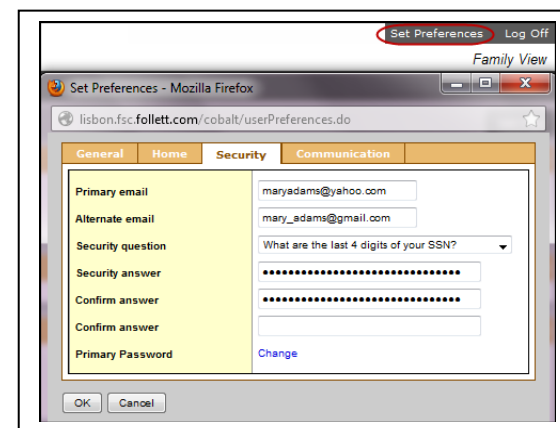 Set Preferences Log Off
Family View
Set Preferences - Mozilla Firefox
lisbon.fsc.follett.com/cobalt/userPreferences.do
General Home Security Communication
Primary email maryadams@yahoo.com
Alternate email mary_adams@gmail.com
Security question What are the last 4 digits of your SSN?
Security answer ••••••••••••••••••••••••••••••••
Confirm answer ••••••••••••••••••••••••••••••••
Confirm answer
Primary Password Change
OK Cancel